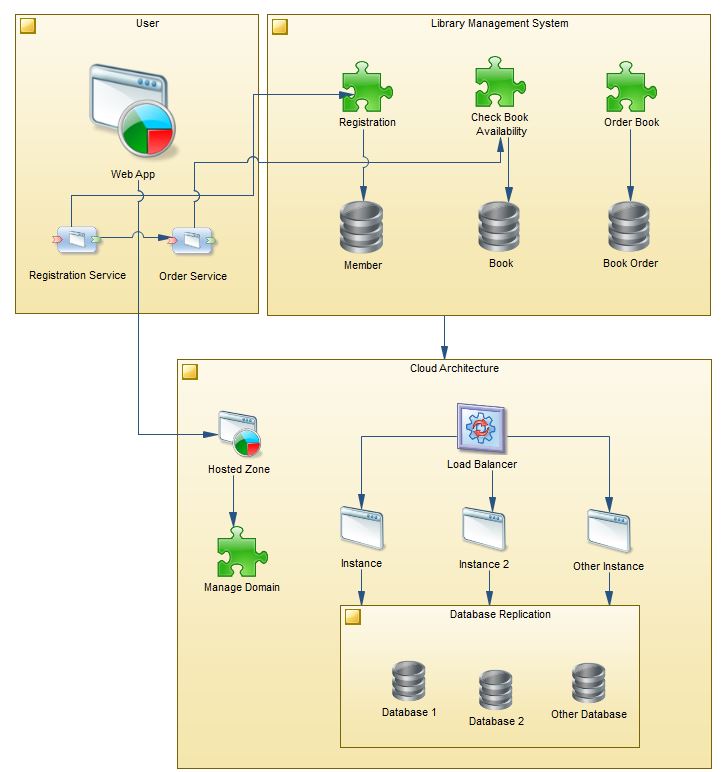 User
Library Management System
Web App
Registration
Check Book
Availability
Order Book
Registration Service
Order Service
Member
Book
Book Order
Cloud Architecture
Hosted Zone
Load Balancer
Manage Domain
Instance
Instance 2
Other Instance
Database Replication
Database 1
Database 2
Other Database